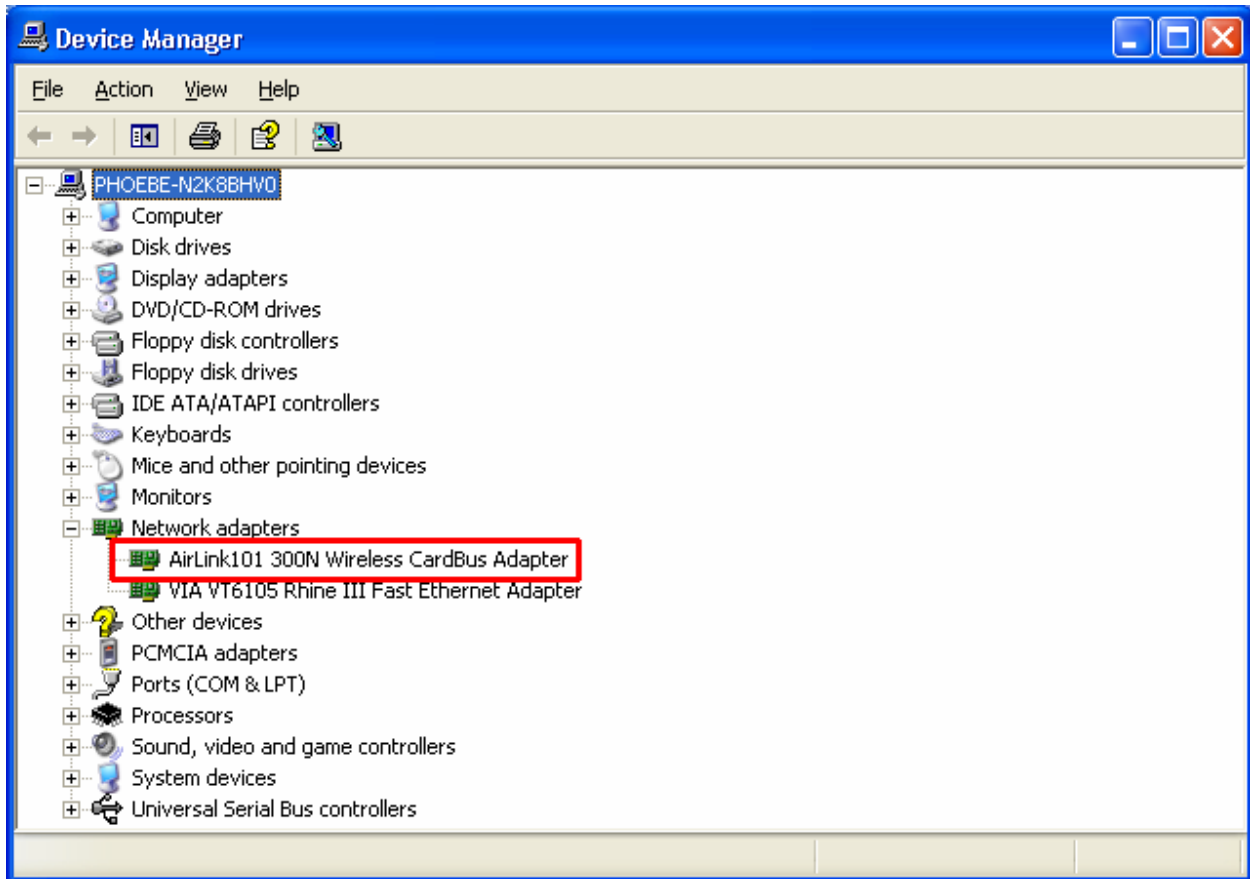 Device Manager
File Action View Help
PHOEBE-N2K8BHV0
Computer
Disk drives
Display adapters
DVD/CD-ROM drives
Floppy disk controllers
Floppy disk drives
IDE ATA/ATAPI controllers
Keyboards
Mice and other pointing devices
Monitors
Network adapters
AirLink101 300N Wireless CardBus Adapter
VIA VT6105 Rhine III Fast Ethernet Adapter
Other devices
PCMCIA adapters
Ports (COM & LPT)
Processors
Sound, video and game controllers
System devices
Universal Serial Bus controllers